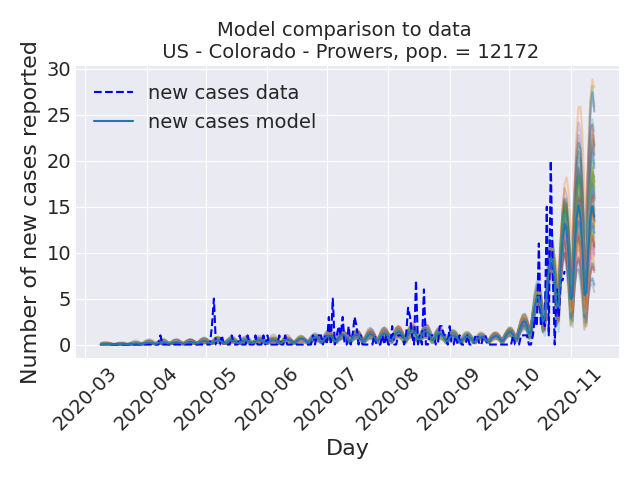 Model comparison to data
US - Colorado - Prowers, pop. = 12172
Number of new cases reported
30
25
20
15
10
5
0
new cases data
new cases model
2020-03
2020-04
2020-05
2020-06
2020-07
2020-08
2020-09
2020-10
2020-11
Day